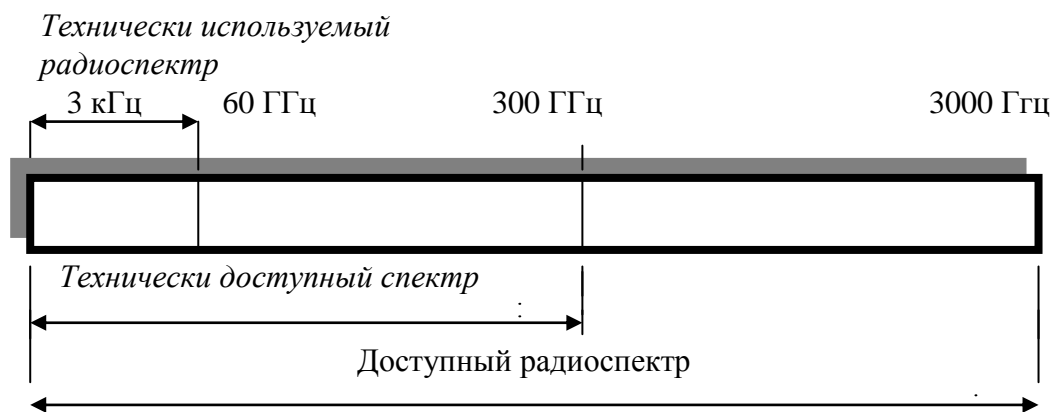 Технически используемый
радиоспектр
3 кГц 60 ГГц 300 ГГц 3000 Ггц
Технически доступный спектр
Доступный радиоспектр